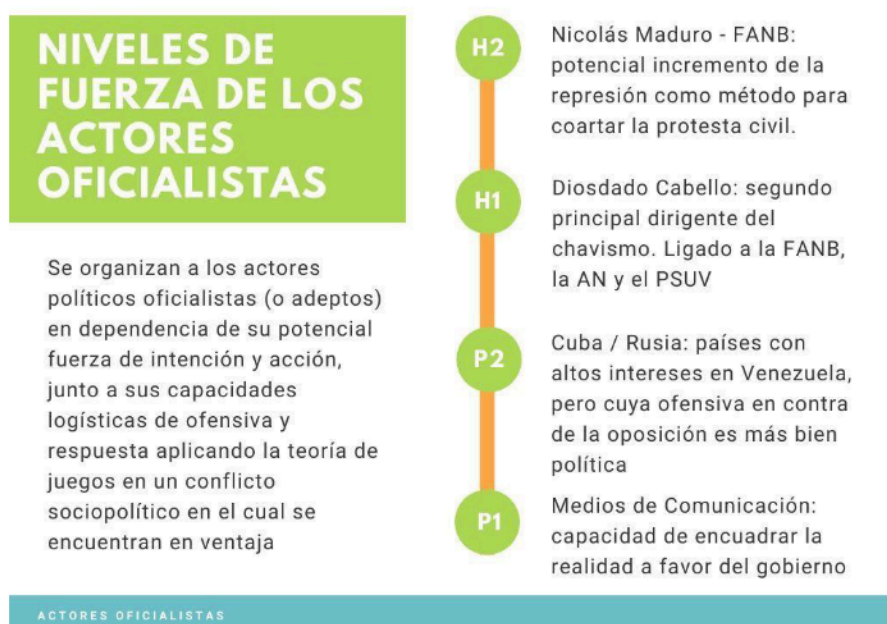 NIVELES DE
FUERZA DE LOS
ACTORES
OFICIALISTAS
Se organizan a los actores
políticos oficialistas (o adeptos)
en dependencia de su potencial
fuerza de intención y acción,
junto a sus capacidades
logísticas de ofensiva y
respuesta aplicando la teoría de
juegos en un conflicto
sociopolítico en el cual se
encuentran en ventaja
H2
Nicolás Maduro - FANB:
potencial incremento de la
represión como método para
coartar la protesta civil.
H1
Diosdado Cabello: segundo
principal dirigente del
chavismo. Ligado a la FANB,
la AN y el PSUV
P2
Cuba / Rusia: países con
altos intereses en Venezuela,
pero cuya ofensiva en contra
de la oposición es más bien
política
P1
Medios de Comunicación:
capacidad de encuadrar la
realidad a favor del gobierno
ACTORES OFICIALISTAS